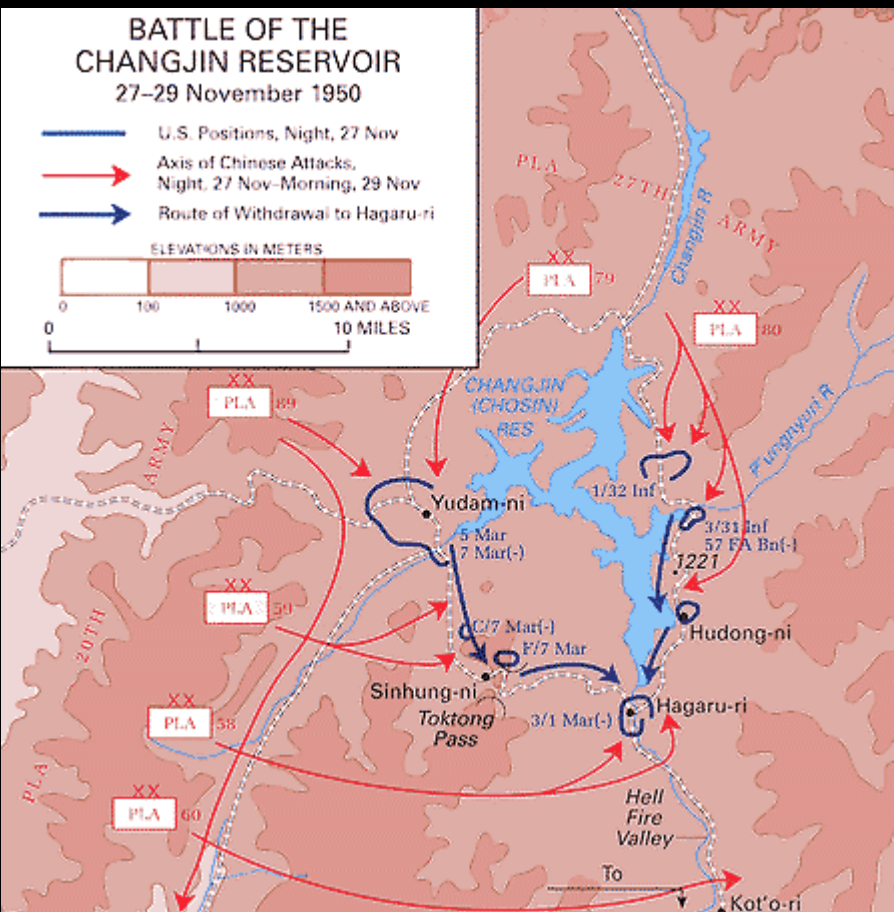 BATTLE OF THE
CHANGJIN RESERVOIR
27–29 November 1950
U.S. Positions, Night, 27 Nov
Axis of Chinese Attacks,
Night, 27 Nov–Morning, 29 Nov
Route of Withdrawal to Hagaru-ri
ELEVATIONS IN METERS
0 100 1000 1500 AND ABOVE
0 10 MILES
PLA 27TH ARMY
Changjin R
XX
PLA 79
XX
PLA 80
CHANGJIN
(CHOSIN)
RES
Pungnyuri R
XX
PLA 89
ARMY
1/32 Inf
Yudam-ni
5 Mar
7 Mar(-)
3/31 Inf
57 FA Bn(-)
1221
XX
PLA 59
20TH
C/7 Mar(-)
F/7 Mar
Hudong-ni
Sinhung-ni
Toktong
Pass
3/1 Mar(-)
Hagaru-ri
XX
PLA 58
PLA
XX
PLA 60
Hell
Fire
Valley
To
Kot'o-ri